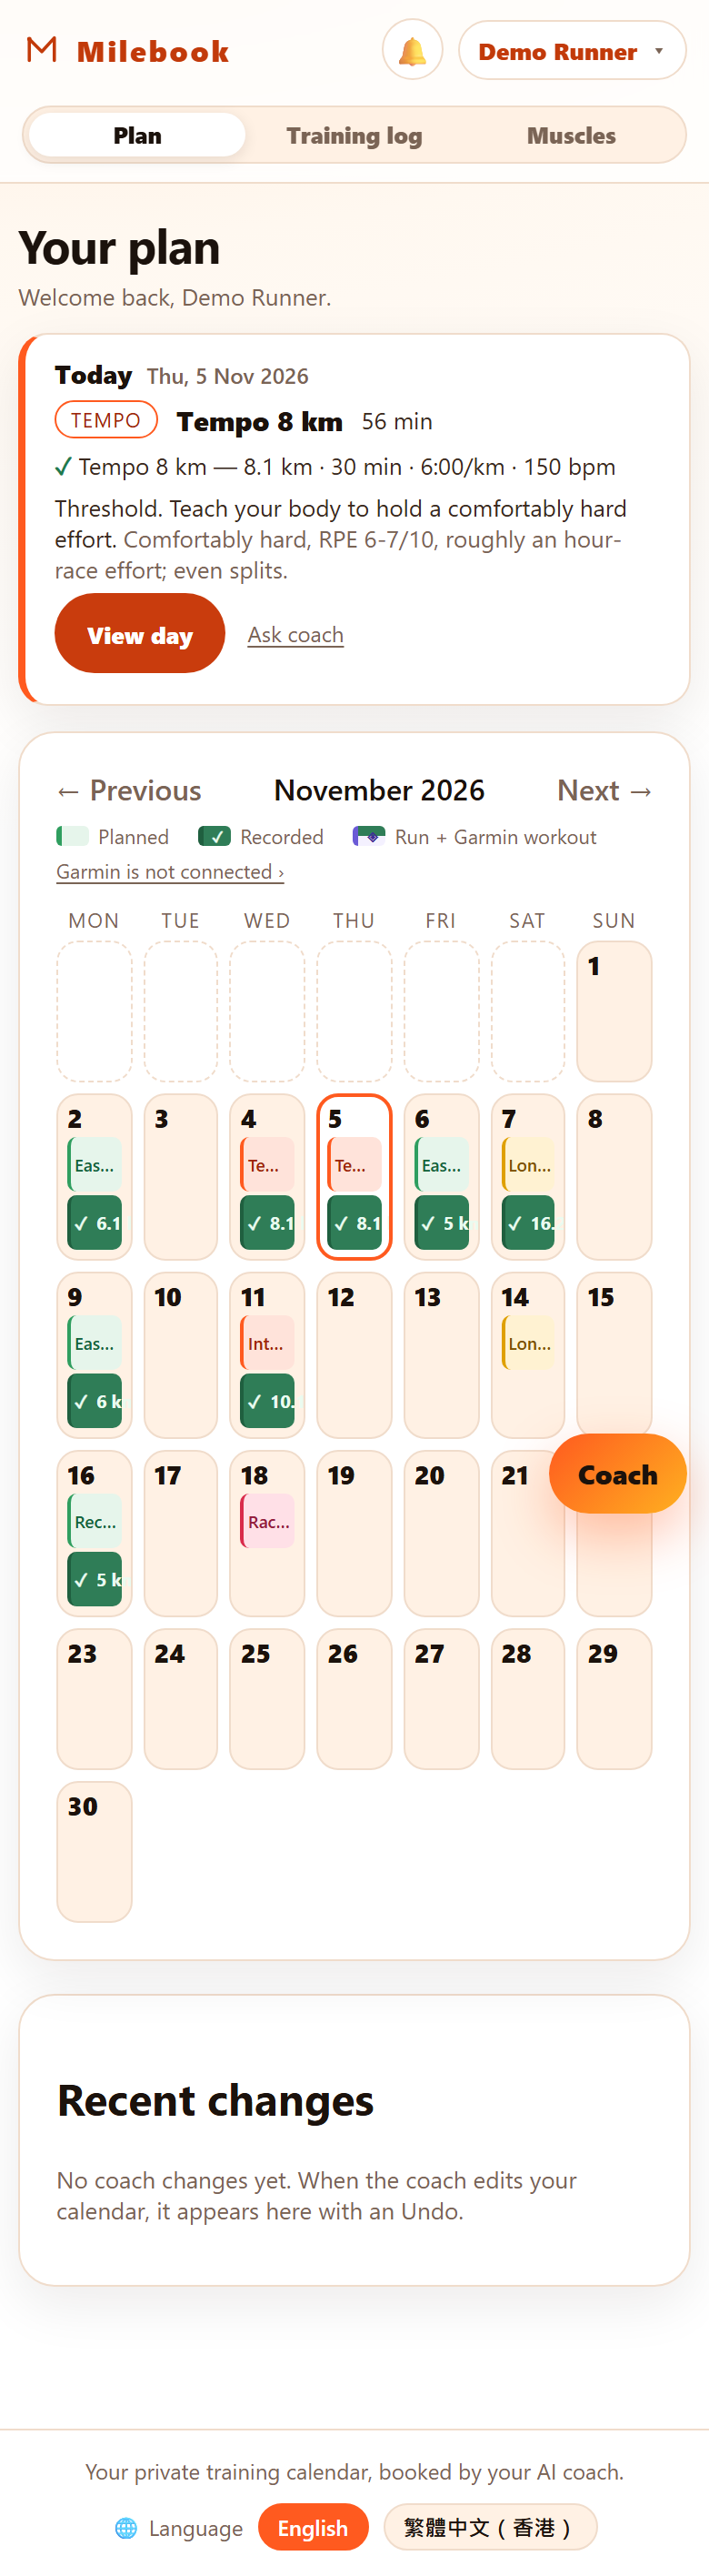 Milebook
Demo Runner
Plan Training log Muscles
Your plan
Welcome back, Demo Runner.
Today Thu, 5 Nov 2026
TEMPO Tempo 8 km 56 min
✓ Tempo 8 km — 8.1 km · 30 min · 6:00/km · 150 bpm
Threshold. Teach your body to hold a comfortably hard
effort. Comfortably hard, RPE 6-7/10, roughly an hour-
race effort; even splits.
View day Ask coach
← Previous November 2026 Next →
Planned ✓ Recorded Run + Garmin workout
Garmin is not connected ›
MON TUE WED THU FRI SAT SUN
1
2 3 4 5 6 7 8
Eas... Te... Te... Eas... Lon...
✓ 6.1 ✓ 8.1 ✓ 8.1 ✓ 5 k ✓ 16.
9 10 11 12 13 14 15
Eas... Int... Lon...
✓ 6 k ✓ 10.
16 17 18 19 20 21 Coach
Rec... Rac...
✓ 5 k
23 24 25 26 27 28 29
30
Recent changes
No coach changes yet. When the coach edits your
calendar, it appears here with an Undo.
Your private training calendar, booked by your AI coach.
Language English 繁體中文（香港）